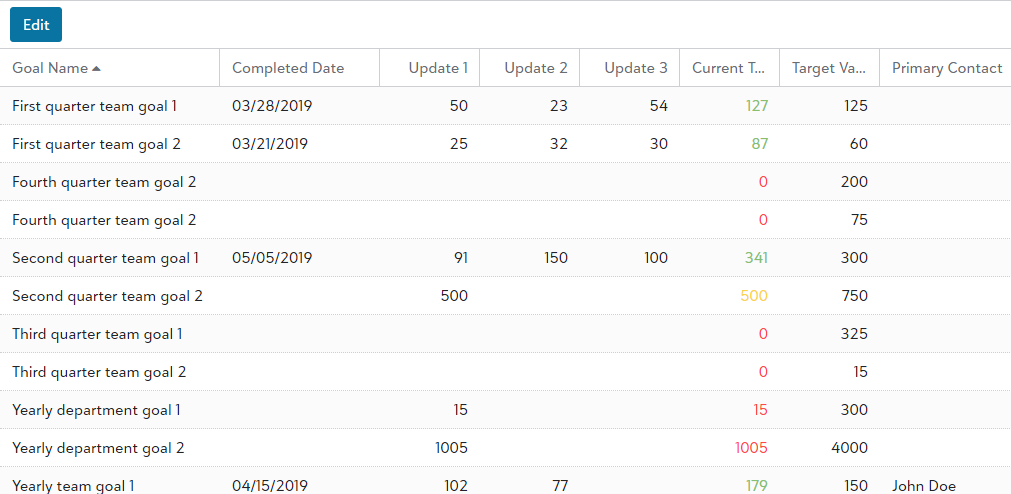 Edit
Goal Name Completed Date Update 1 Update 2 Update 3 Current T... Target Va... Primary Contact
First quarter team goal 1 03/28/2019 50 23 54 127 125
First quarter team goal 2 03/21/2019 25 32 30 87 60
Fourth quarter team goal 2 0 200
Fourth quarter team goal 2 0 75
Second quarter team goal 1 05/05/2019 91 150 100 341 300
Second quarter team goal 2 500 500 750
Third quarter team goal 1 0 325
Third quarter team goal 2 0 15
Yearly department goal 1 15 15 300
Yearly department goal 2 1005 1005 4000
Yearly team goal 1 04/15/2019 102 77 179 150 John Doe